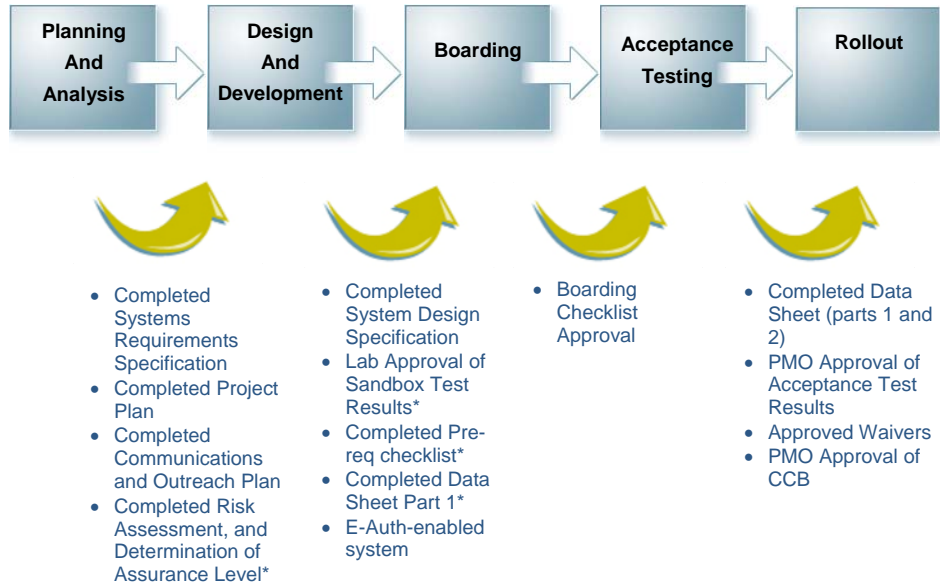 Planning
And
Analysis
Design
And
Development
Boarding
Acceptance
Testing
Rollout
• Completed
Systems
Requirements
Specification
• Completed Project
Plan
• Completed
Communications
and Outreach Plan
• Completed Risk
Assessment, and
Determination of
Assurance Level*
• Completed
System Design
Specification
• Lab Approval of
Sandbox Test
Results*
• Completed Pre-
req checklist*
• Completed Data
Sheet Part 1*
• E-Auth-enabled
system
• Boarding
Checklist
Approval
• Completed Data
Sheet (parts 1 and
2)
• PMO Approval of
Acceptance Test
Results
• Approved Waivers
• PMO Approval of
CCB